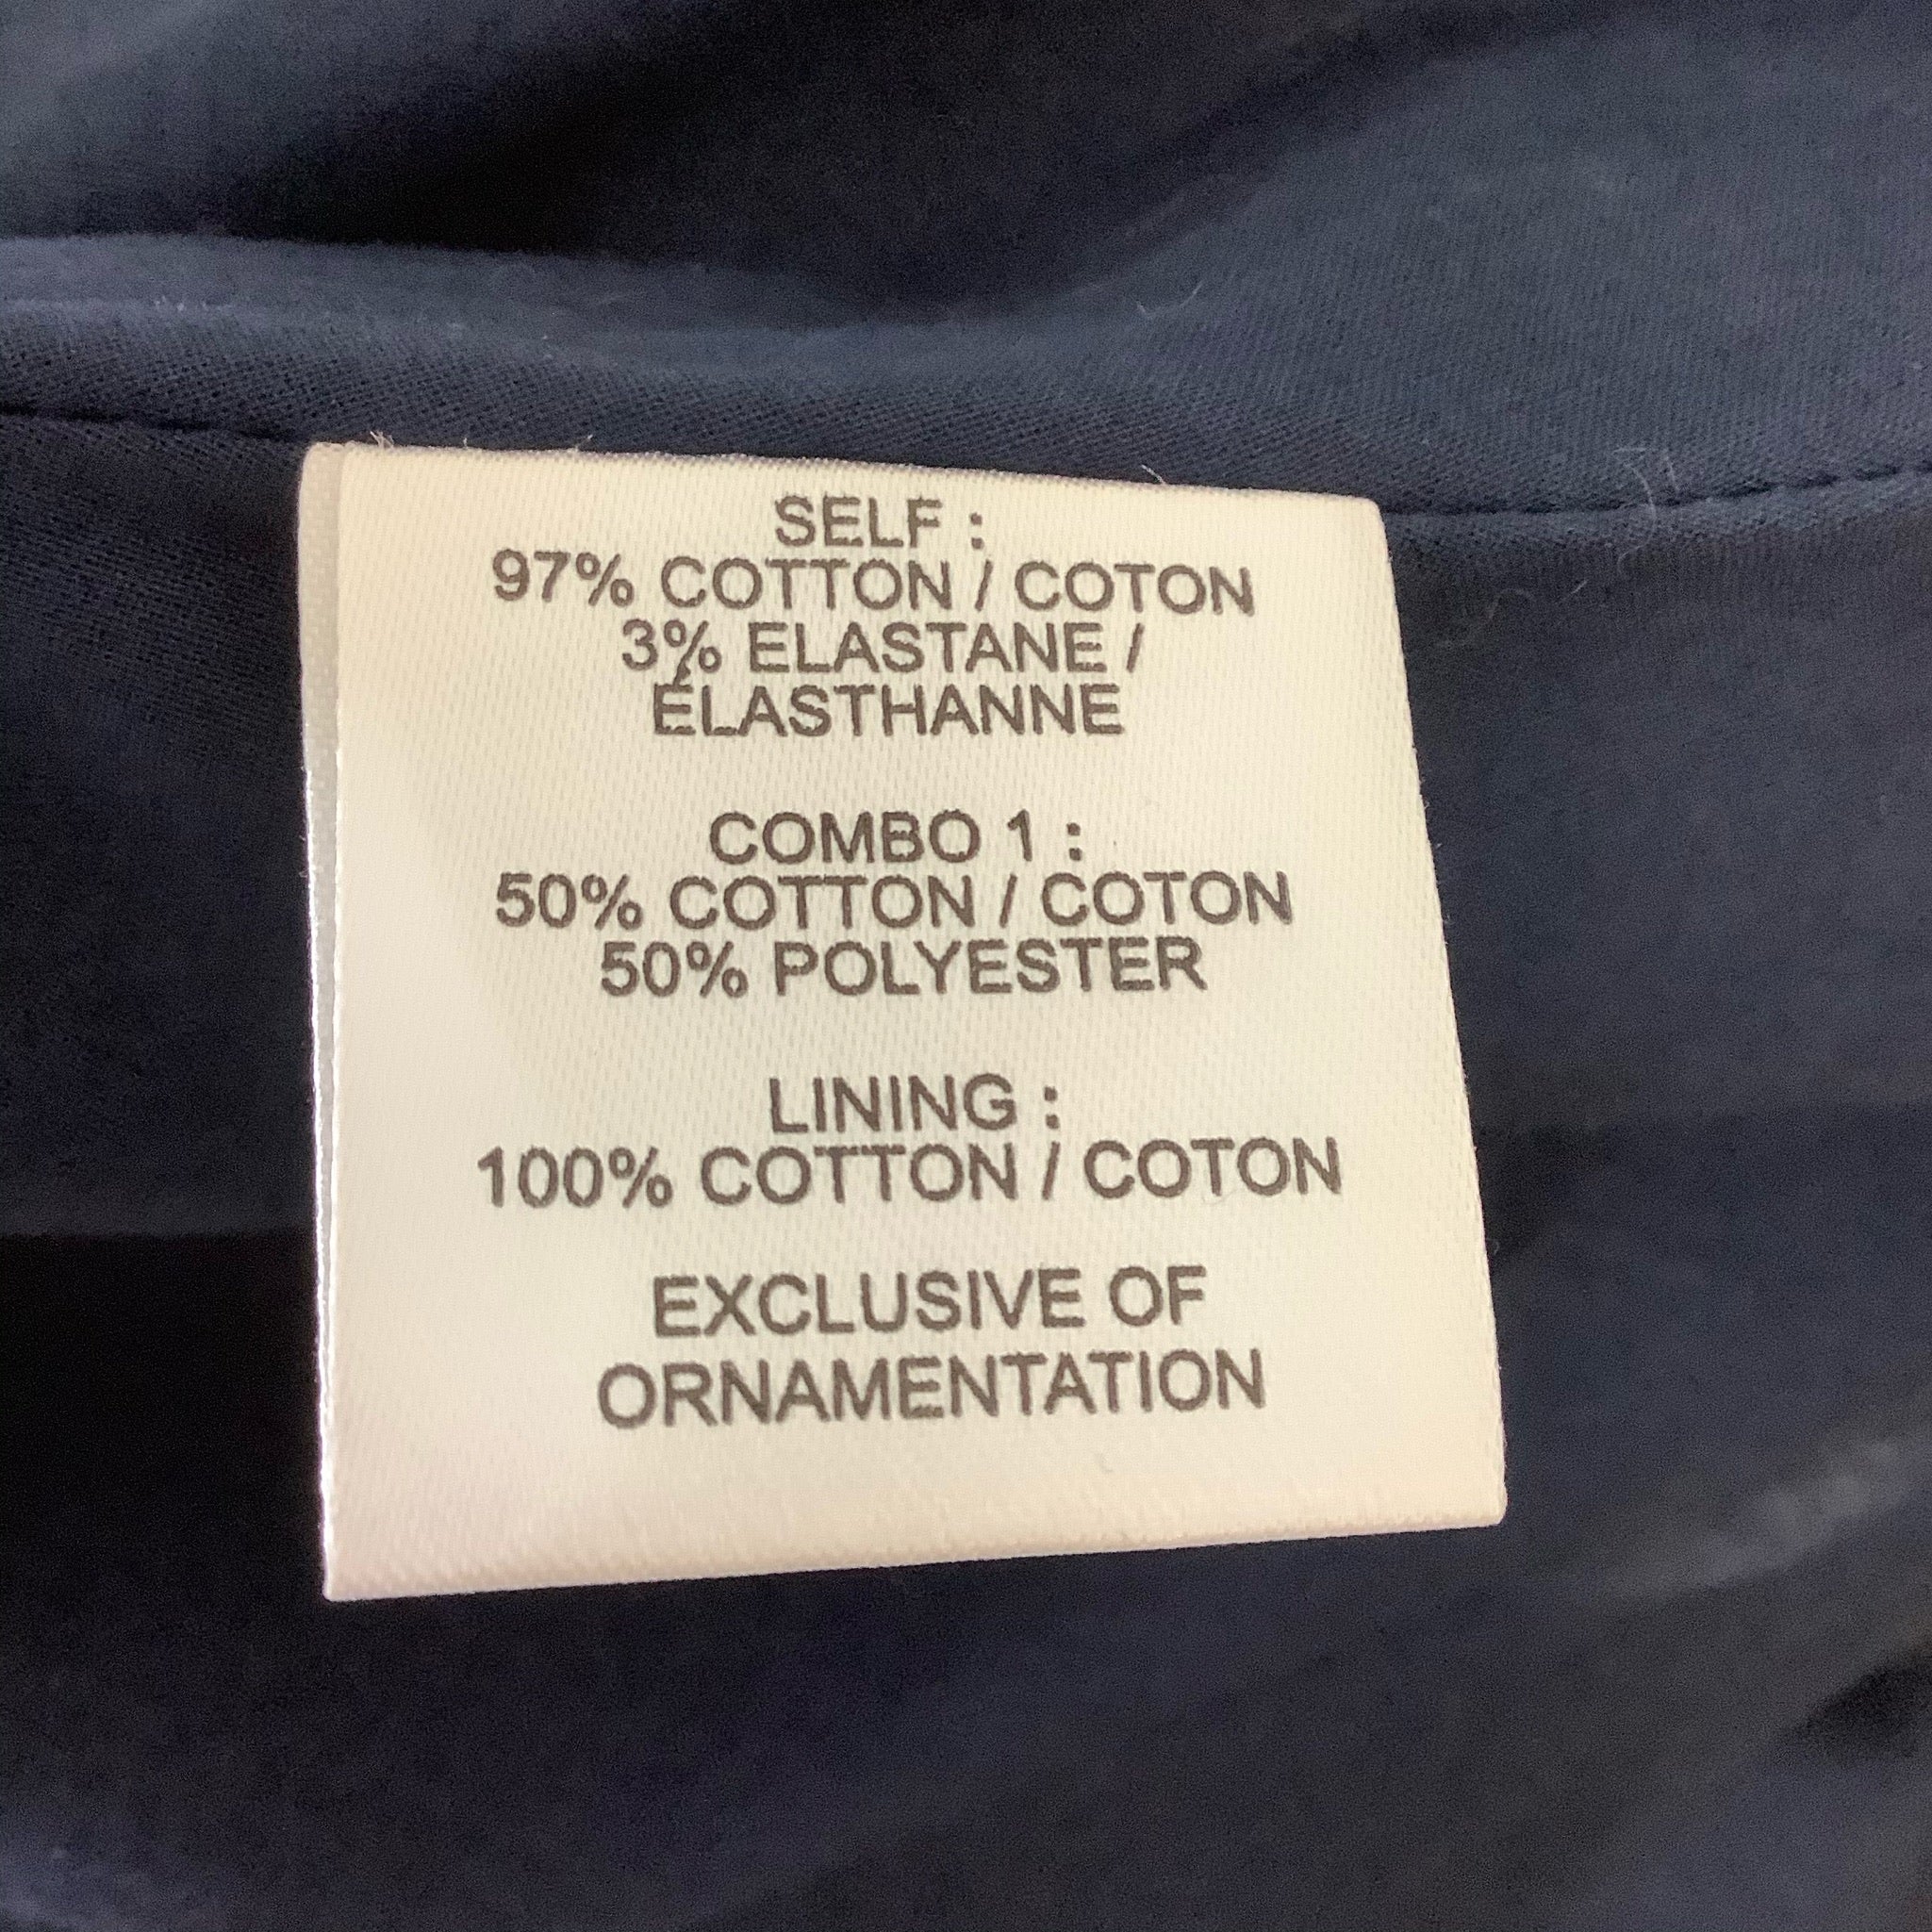 SELF :
97% COTTON / COTON
3% ELASTANE /
ÉLASTHANNE
COMBO 1 :
50% COTTON / COTON
50% POLYESTER
LINING :
100% COTTON / COTON
EXCLUSIVE OF
ORNAMENTATION